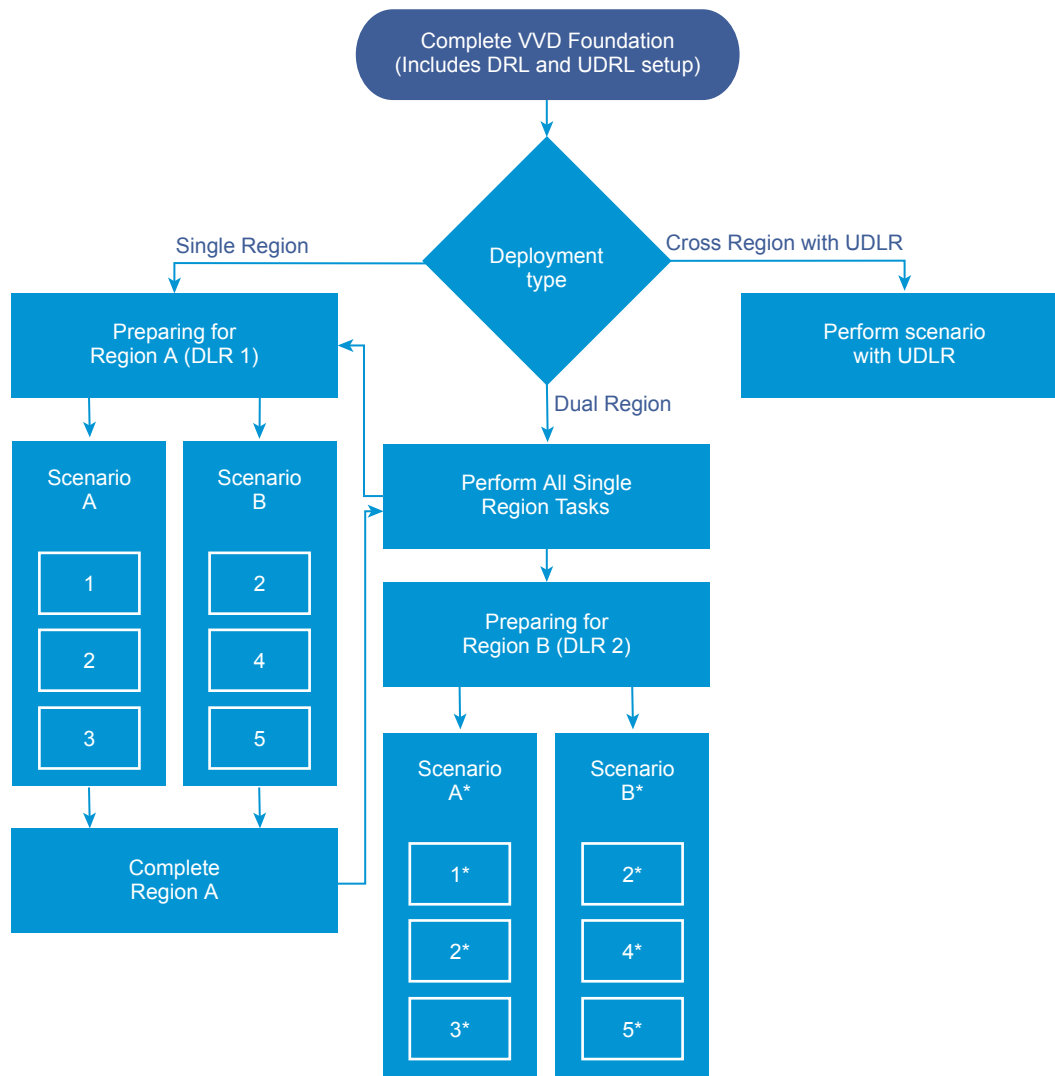 Complete VVD Foundation
(Includes DRL and UDRL setup)
Deployment
type
Single Region
Cross Region with UDLR
Dual Region
Preparing for
Region A (DLR 1)
Perform scenario
with UDLR
Scenario
A
1
2
3
Scenario
B
2
4
5
Complete
Region A
Perform All Single
Region Tasks
Preparing for
Region B (DLR 2)
Scenario
A*
1*
2*
3*
Scenario
B*
2*
4*
5*